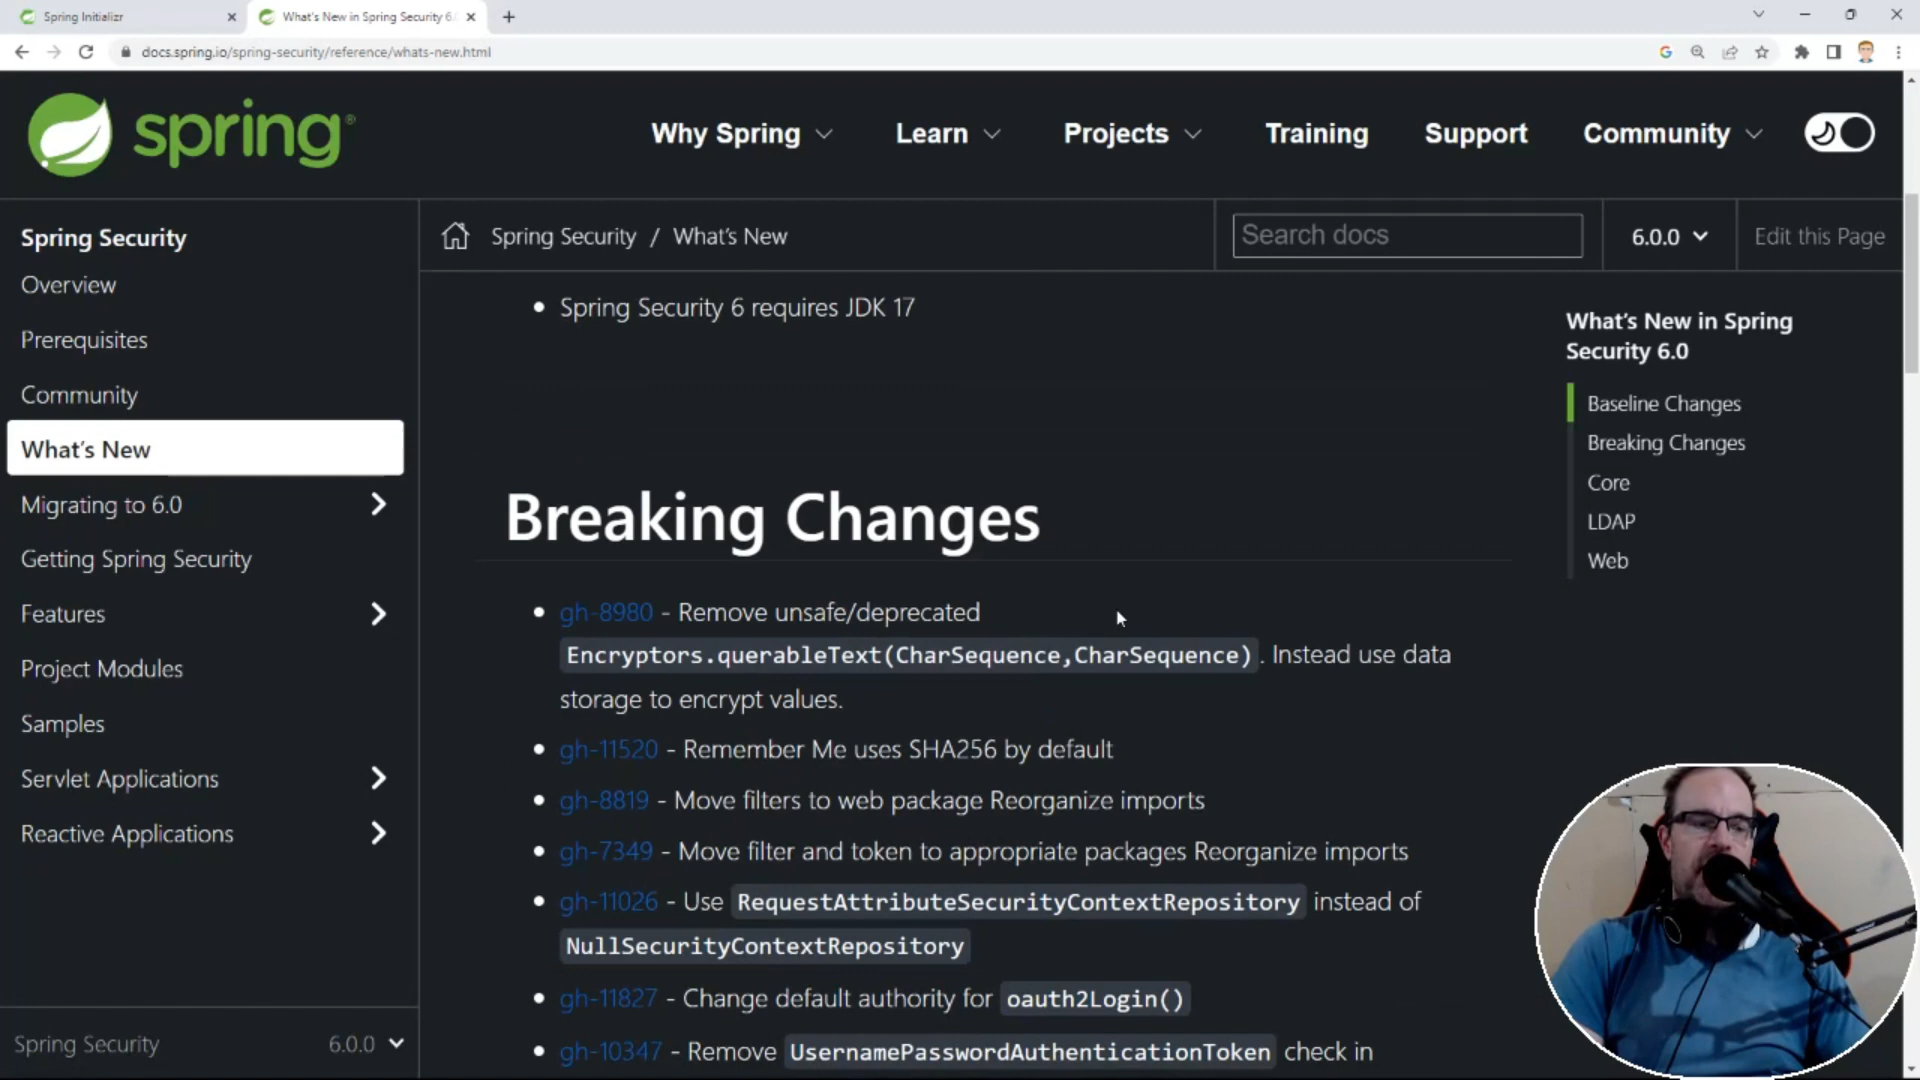 Spring Initializr
What's New in Spring Security 6.
docs.spring.io/spring-security/reference/whats-new.html
spring
Why Spring
Learn
Projects
Training
Support
Community
Spring Security
Overview
Prerequisites
Community
What's New
Migrating to 6.0
Getting Spring Security
Features
Project Modules
Samples
Servlet Applications
Reactive Applications
Spring Security 6.0.0
Spring Security / What's New
Search docs
6.0.0
Edit this Page
Spring Security 6 requires JDK 17
Breaking Changes
gh-8980 - Remove unsafe/deprecated
Encryptors.querableText(CharSequence,CharSequence) . Instead use data
storage to encrypt values.
gh-11520 - Remember Me uses SHA256 by default
gh-8819 - Move filters to web package Reorganize imports
gh-7349 - Move filter and token to appropriate packages Reorganize imports
gh-11026 - Use RequestAttributeSecurityContextRepository instead of
NullSecurityContextRepository
gh-11827 - Change default authority for oauth2Login()
gh-10347 - Remove UsernamePasswordAuthenticationToken check in
What's New in Spring
Security 6.0
Baseline Changes
Breaking Changes
Core
LDAP
Web